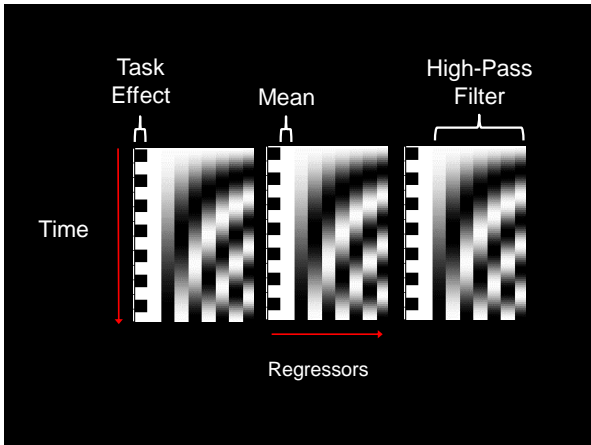 Task
Effect
Mean
High-Pass
Filter
Time
Regressors